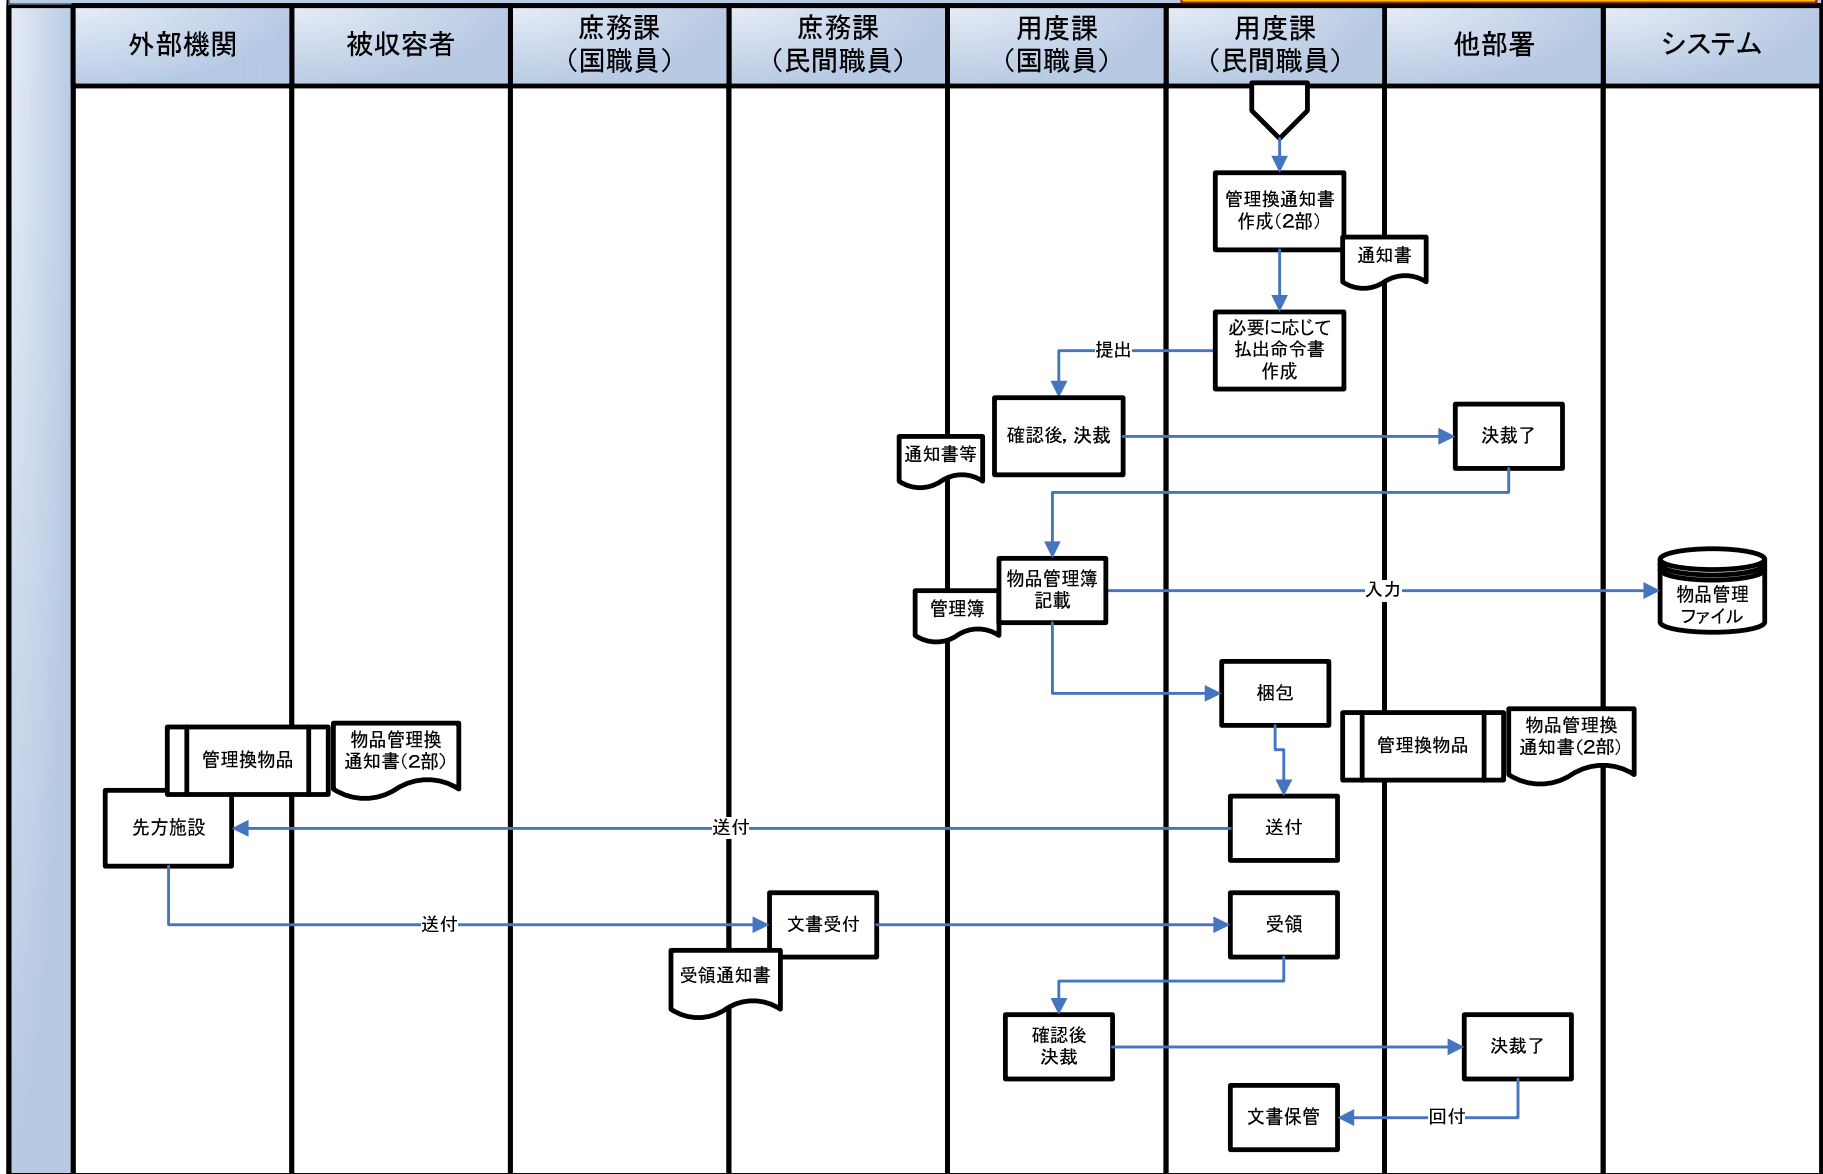 外部機関
被収容者
庶務課
（国職員）
庶務課
（民間職員）
用度課
（国職員）
用度課
（民間職員）
他部署
システム
管理換通知書
作成（2部）
通知書
必要に応じて
払出命令書
作成
提出
確認後，決裁
通知書等
決裁了
物品管理簿
記載
管理簿
入力
物品管理
ファイル
梱包
管理換物品
物品管理換
通知書（2部）
管理換物品
物品管理換
通知書（2部）
先方施設
送付
送付
送付
文書受付
受領
受領通知書
確認後
決裁
決裁了
文書保管
回付